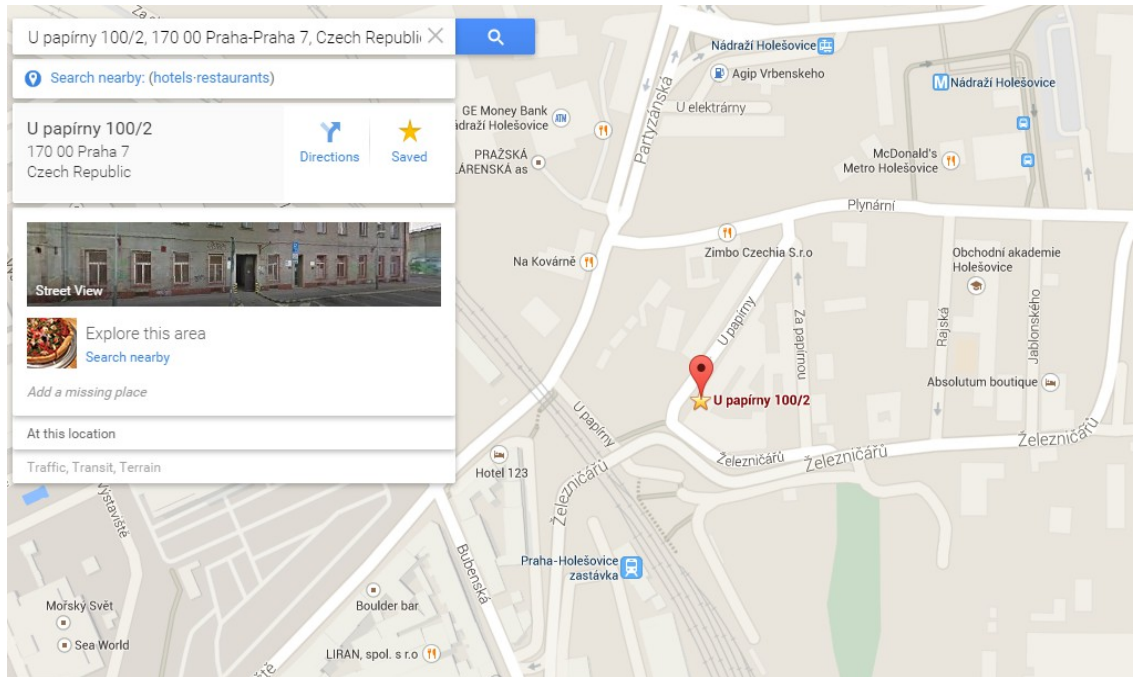 U papírny 100/2, 170 00 Praha-Praha 7, Czech Republi
Search nearby: (hotels·restaurants)
U papírny 100/2
170 00 Praha 7
Czech Republic
Directions
Saved
Street View
Explore this area
Search nearby
Add a missing place
At this location
Traffic, Transit, Terrain
Nádraží Holešovice
Agip Vrbenskeho
Nádraží Holešovice
U elektrárny
Partyzánská
GE Money Bank
ádraží Holešovice
ATM
PRAŽSKÁ
LÁRENSKÁ as
McDonald's
Metro Holešovice
Plynární
Na Kovárně
Zimbo Czechia S.r.o
Obchodní akademie
Holešovice
U papírny
Za papírnou
Rajská
Jablonského
Absolutum boutique
U papírny 100/2
U papírny
Železničářů
Železničářů
Železničářů
Železničářů
Hotel 123
Výstaviště
Bubenská
Praha-Holešovice
zastávka
Mořský Svět
Sea World
Boulder bar
LIRAN, spol. s r.o
M